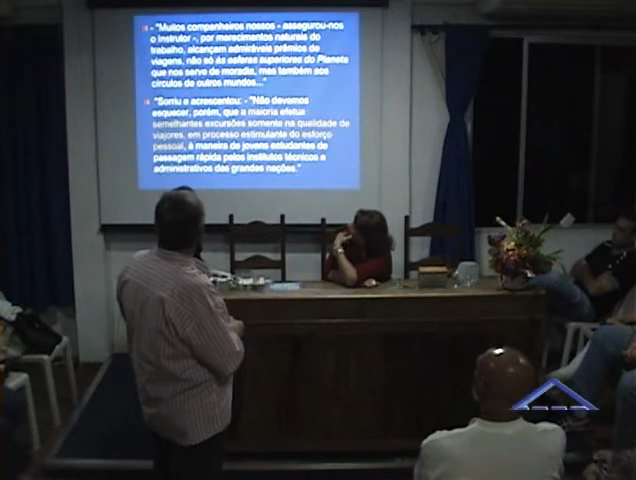 - "Muitos companheiros nossos - assegurou-nos
o Instrutor -, por merecimentos naturais do
trabalho, alcançam admiráveis prêmios de
viagens, não só às esferas superiores do Planeta
que nos serve de moradia, mas também aos
círculos de outros mundos..."
"Sorriu e acrescentou: - "Não devemos
esquecer, porém, que a maioria efetua
semelhantes excursões somente na qualidade de
viajores, em processo estimulante do esforço
pessoal, à maneira de jovens estudantes de
passagem rápida pelos institutos técnicos e
administrativos das grandes nações."